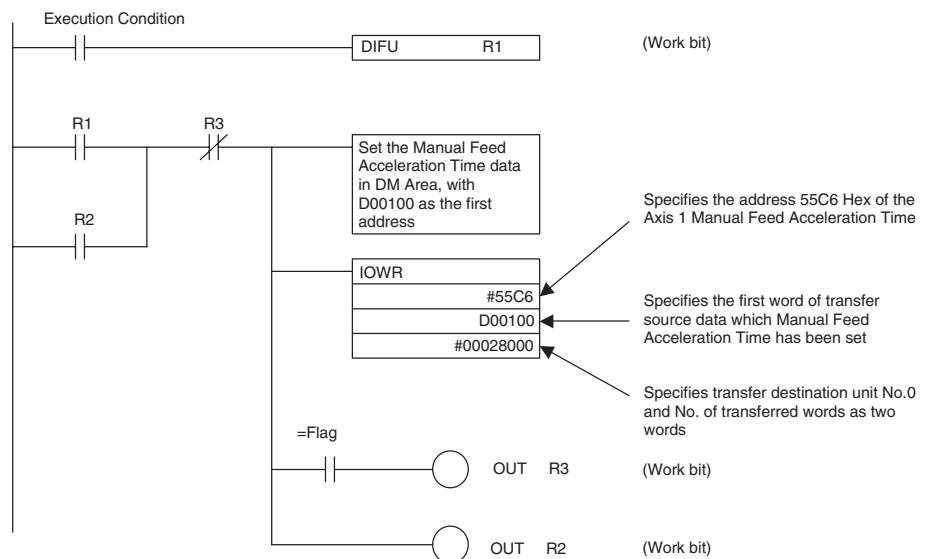 Execution Condition
DIFU R1 (Work bit)
R1 R3
Set the Manual Feed
Acceleration Time data
in DM Area, with
D00100 as the first
address
R2
Specifies the address 55C6 Hex of the
Axis 1 Manual Feed Acceleration Time
IOWR
#55C6
D00100
#00028000
Specifies the first word of transfer
source data which Manual Feed
Acceleration Time has been set
Specifies transfer destination unit No.0
and No. of transferred words as two
words
=Flag
OUT R3 (Work bit)
OUT R2 (Work bit)